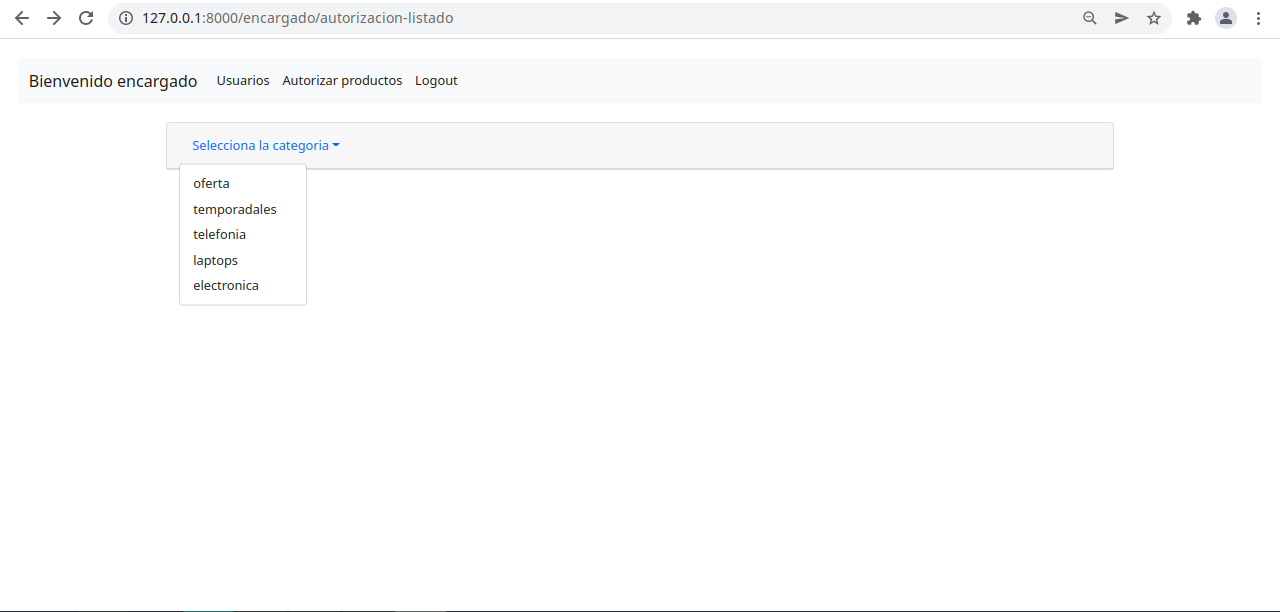 127.0.0.1:8000/encargado/autorizacion-listado
Bienvenido encargado Usuarios Autorizar productos Logout
Selecciona la categoria
oferta
temporadales
telefonia
laptops
electronica